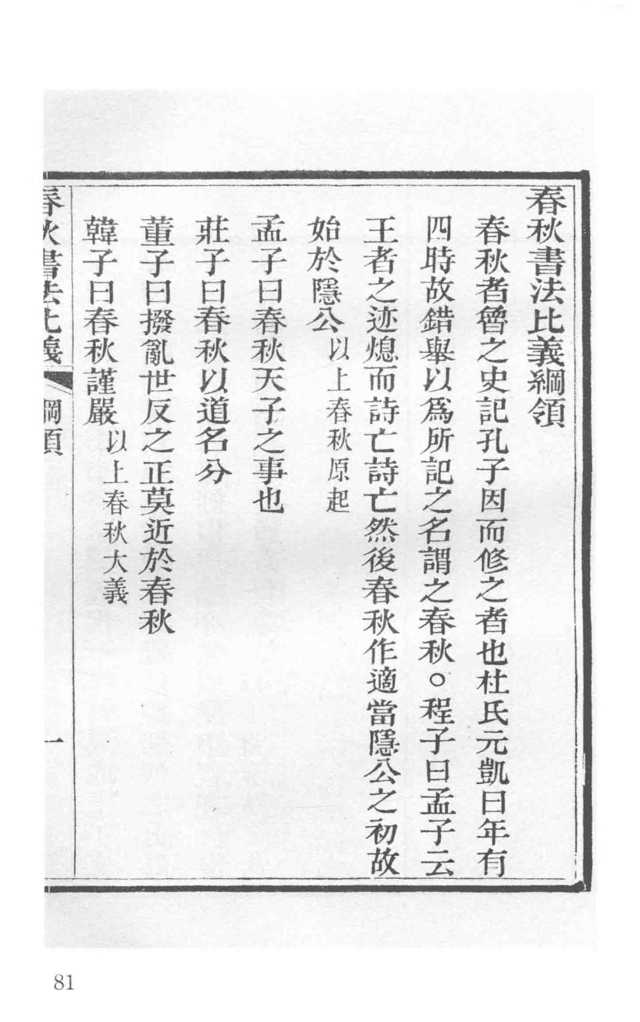 春秋書法比義綱領
春秋者魯之史記孔子因而修之者也杜氏元凱曰年有
四時故錯舉以爲所記之名謂之春秋○程子曰孟子云
王者之迹熄而詩亡詩亡然後春秋作適當隱公之初故
始於隱公以上春秋原起
孟子曰春秋天子之事也
莊子曰春秋以道名分
董子曰撥亂世反之正莫近於春秋
韓子曰春秋謹嚴以上春秋大義
春秋書法比義 綱領 一
81